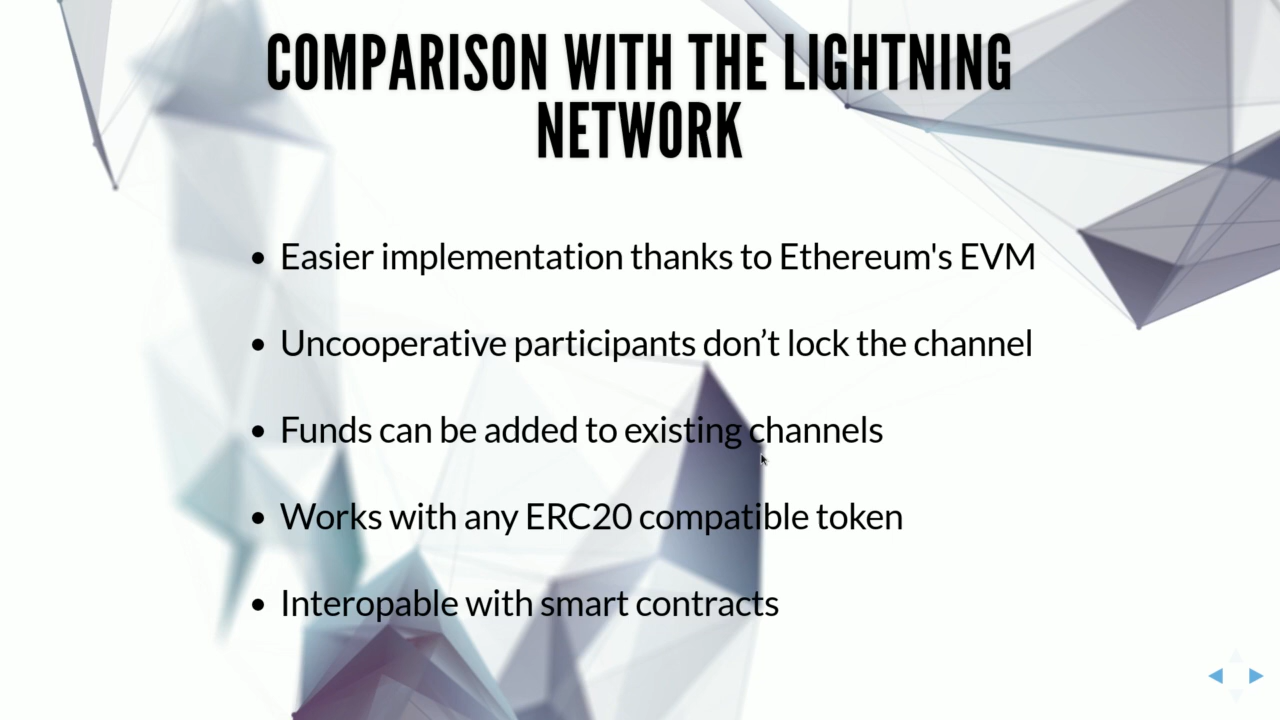 COMPARISON WITH THE LIGHTNING
NETWORK
• Easier implementation thanks to Ethereum's EVM
• Uncooperative participants don’t lock the channel
• Funds can be added to existing channels
• Works with any ERC20 compatible token
• Interopable with smart contracts